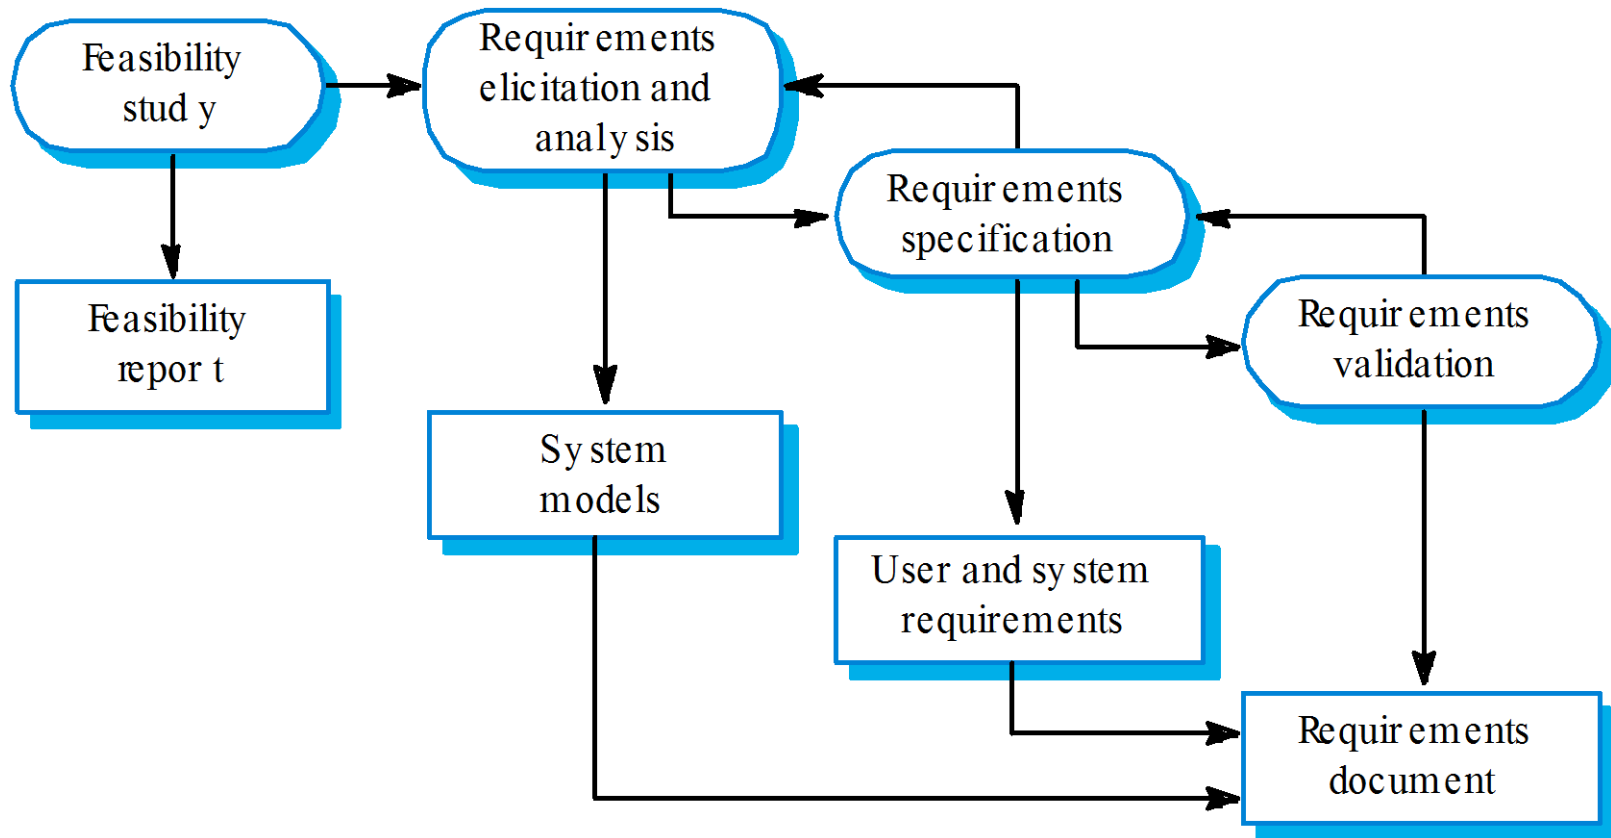 Feasibility
study
Requirements
elicitation and
analysis
Requirements
specification
Requirements
validation
Feasibility
report
System
models
User and system
requirements
Requirements
document